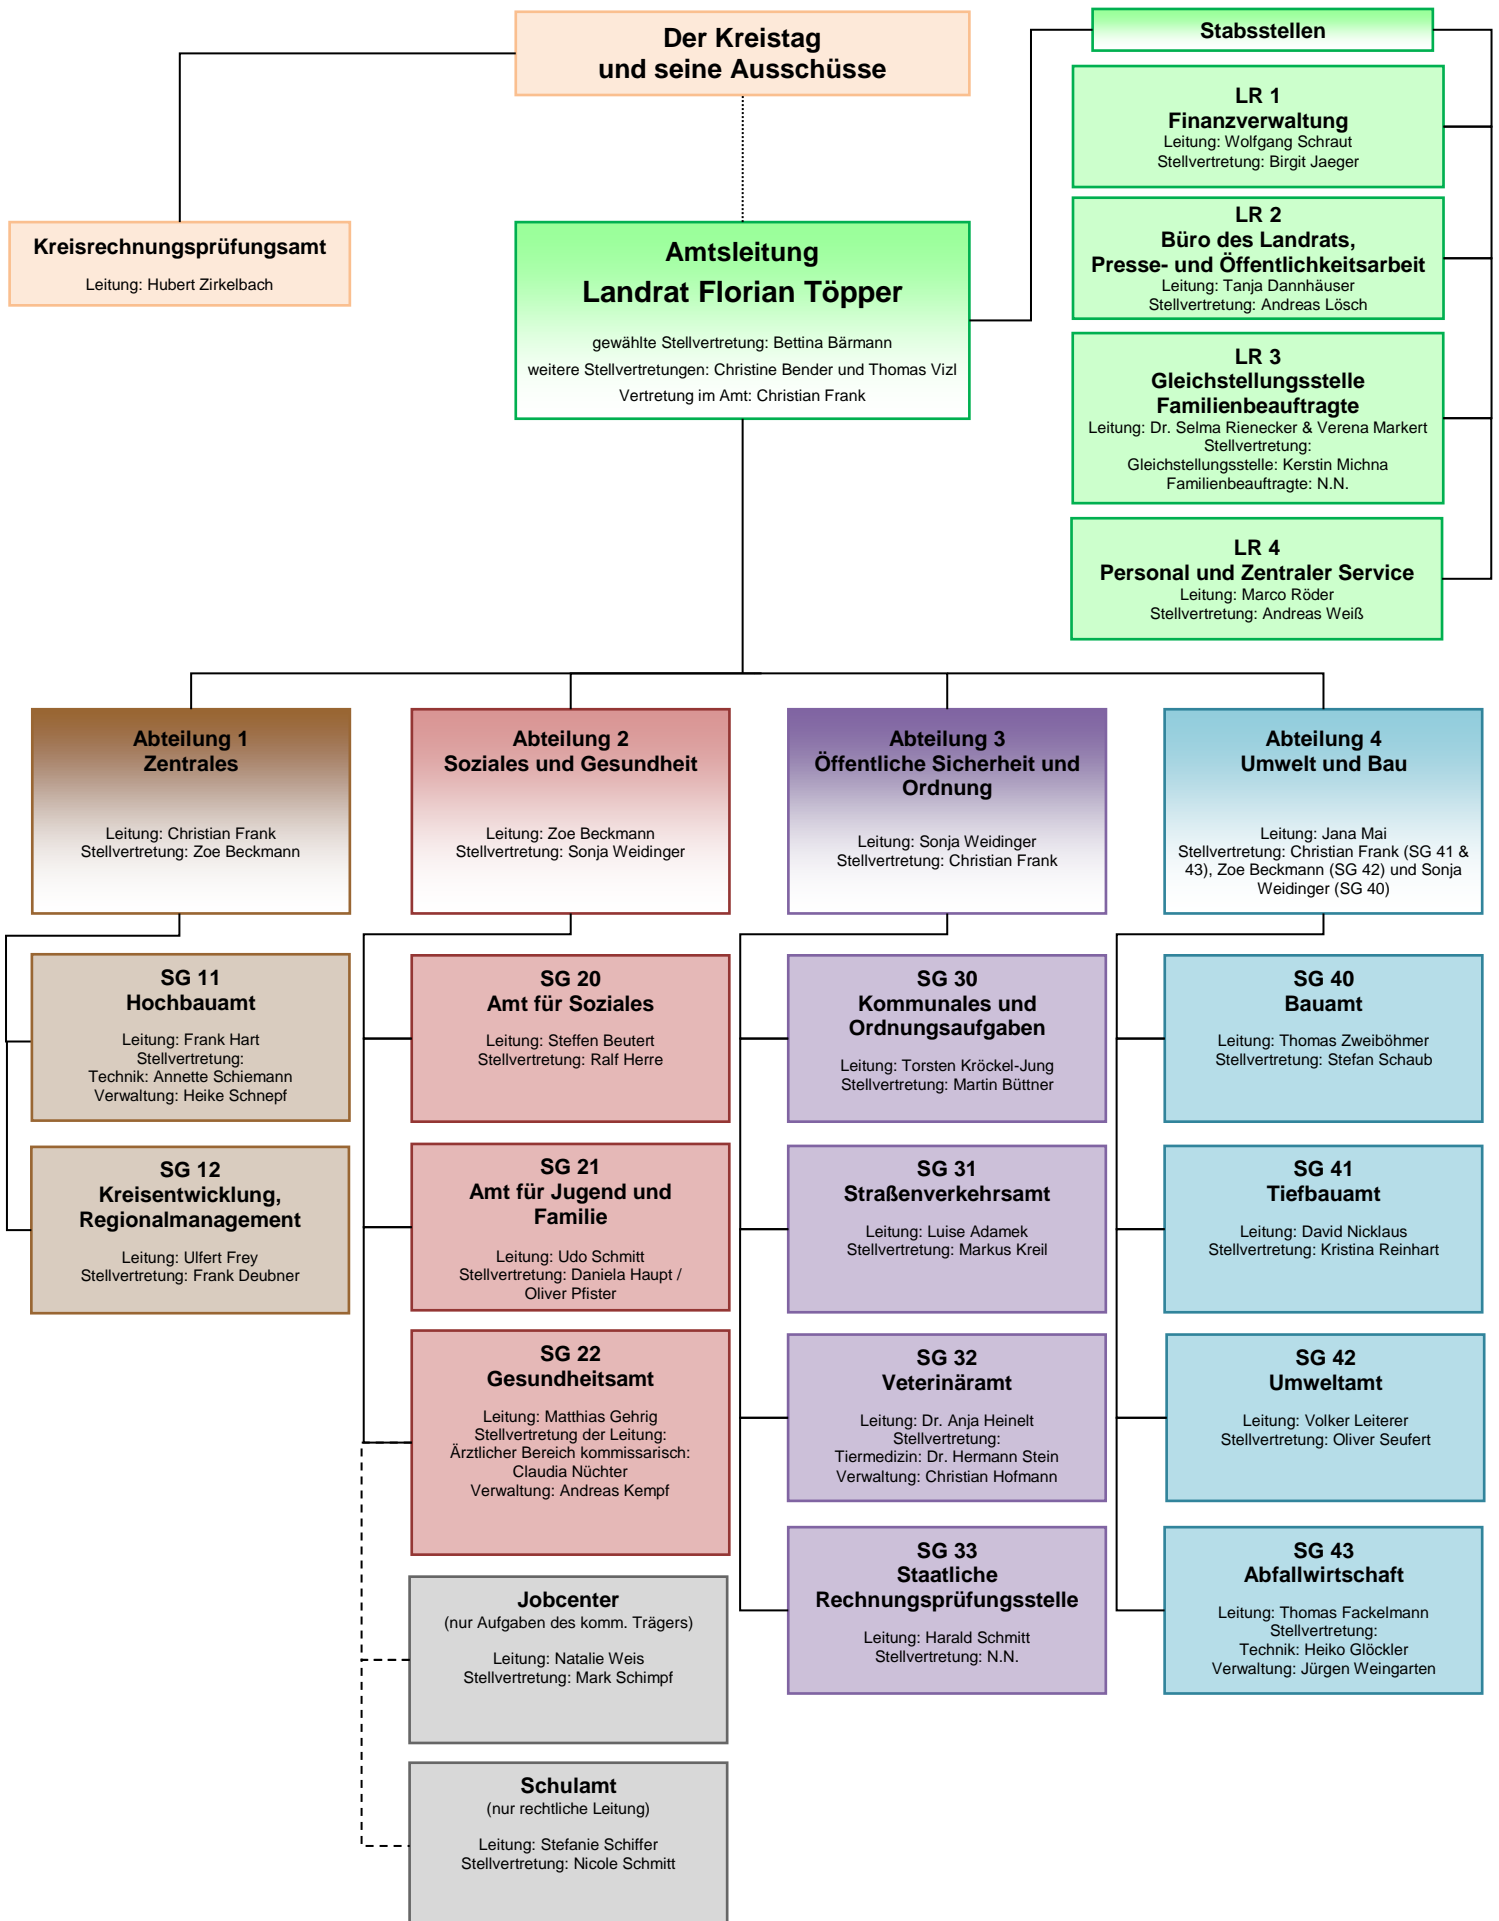 Der Kreistag
und seine Ausschüsse
Kreisrechnungsprüfungsamt
Leitung: Hubert Zirkelbach
Amtsleitung
Landrat Florian Töpper
gewählte Stellvertretung: Bettina Bärmann
weitere Stellvertretungen: Christine Bender und Thomas Vizl
Vertretung im Amt: Christian Frank
Stabsstellen
LR 1
Finanzverwaltung
Leitung: Wolfgang Schraut
Stellvertretung: Birgit Jaeger
LR 2
Büro des Landrats,
Presse- und Öffentlichkeitsarbeit
Leitung: Tanja Dannhäuser
Stellvertretung: Andreas Lösch
LR 3
Gleichstellungsstelle
Familienbeauftragte
Leitung: Dr. Selma Rienecker & Verena Markert
Stellvertretung:
Gleichstellungsstelle: Kerstin Michna
Familienbeauftragte: N.N.
LR 4
Personal und Zentraler Service
Leitung: Marco Röder
Stellvertretung: Andreas Weiß
Abteilung 1
Zentrales
Leitung: Christian Frank
Stellvertretung: Zoe Beckmann
SG 11
Hochbauamt
Leitung: Frank Hart
Stellvertretung:
Technik: Annette Schiemann
Verwaltung: Heike Schnepf
SG 12
Kreisentwicklung,
Regionalmanagement
Leitung: Ulfert Frey
Stellvertretung: Frank Deubner
Abteilung 2
Soziales und Gesundheit
Leitung: Zoe Beckmann
Stellvertretung: Sonja Weidinger
SG 20
Amt für Soziales
Leitung: Steffen Beutert
Stellvertretung: Ralf Herre
SG 21
Amt für Jugend und
Familie
Leitung: Udo Schmitt
Stellvertretung: Daniela Haupt /
Oliver Pfister
SG 22
Gesundheitsamt
Leitung: Matthias Gehrig
Stellvertretung der Leitung:
Ärztlicher Bereich kommissarisch:
Claudia Nüchter
Verwaltung: Andreas Kempf
Jobcenter
(nur Aufgaben des komm. Trägers)
Leitung: Natalie Weis
Stellvertretung: Mark Schimpf
Schulamt
(nur rechtliche Leitung)
Leitung: Stefanie Schiffer
Stellvertretung: Nicole Schmitt
Abteilung 3
Öffentliche Sicherheit und
Ordnung
Leitung: Sonja Weidinger
Stellvertretung: Christian Frank
SG 30
Kommunales und
Ordnungsaufgaben
Leitung: Torsten Kröckel-Jung
Stellvertretung: Martin Büttner
SG 31
Straßenverkehrsamt
Leitung: Luise Adamek
Stellvertretung: Markus Kreil
SG 32
Veterinäramt
Leitung: Dr. Anja Heinelt
Stellvertretung:
Tiermedizin: Dr. Hermann Stein
Verwaltung: Christian Hofmann
SG 33
Staatliche
Rechnungsprüfungsstelle
Leitung: Harald Schmitt
Stellvertretung: N.N.
Abteilung 4
Umwelt und Bau
Leitung: Jana Mai
Stellvertretung: Christian Frank (SG 41 &
43), Zoe Beckmann (SG 42) und Sonja
Weidinger (SG 40)
SG 40
Bauamt
Leitung: Thomas Zweiböhmer
Stellvertretung: Stefan Schaub
SG 41
Tiefbauamt
Leitung: David Nicklaus
Stellvertretung: Kristina Reinhart
SG 42
Umweltamt
Leitung: Volker Leiterer
Stellvertretung: Oliver Seufert
SG 43
Abfallwirtschaft
Leitung: Thomas Fackelmann
Stellvertretung:
Technik: Heiko Glöckler
Verwaltung: Jürgen Weingarten